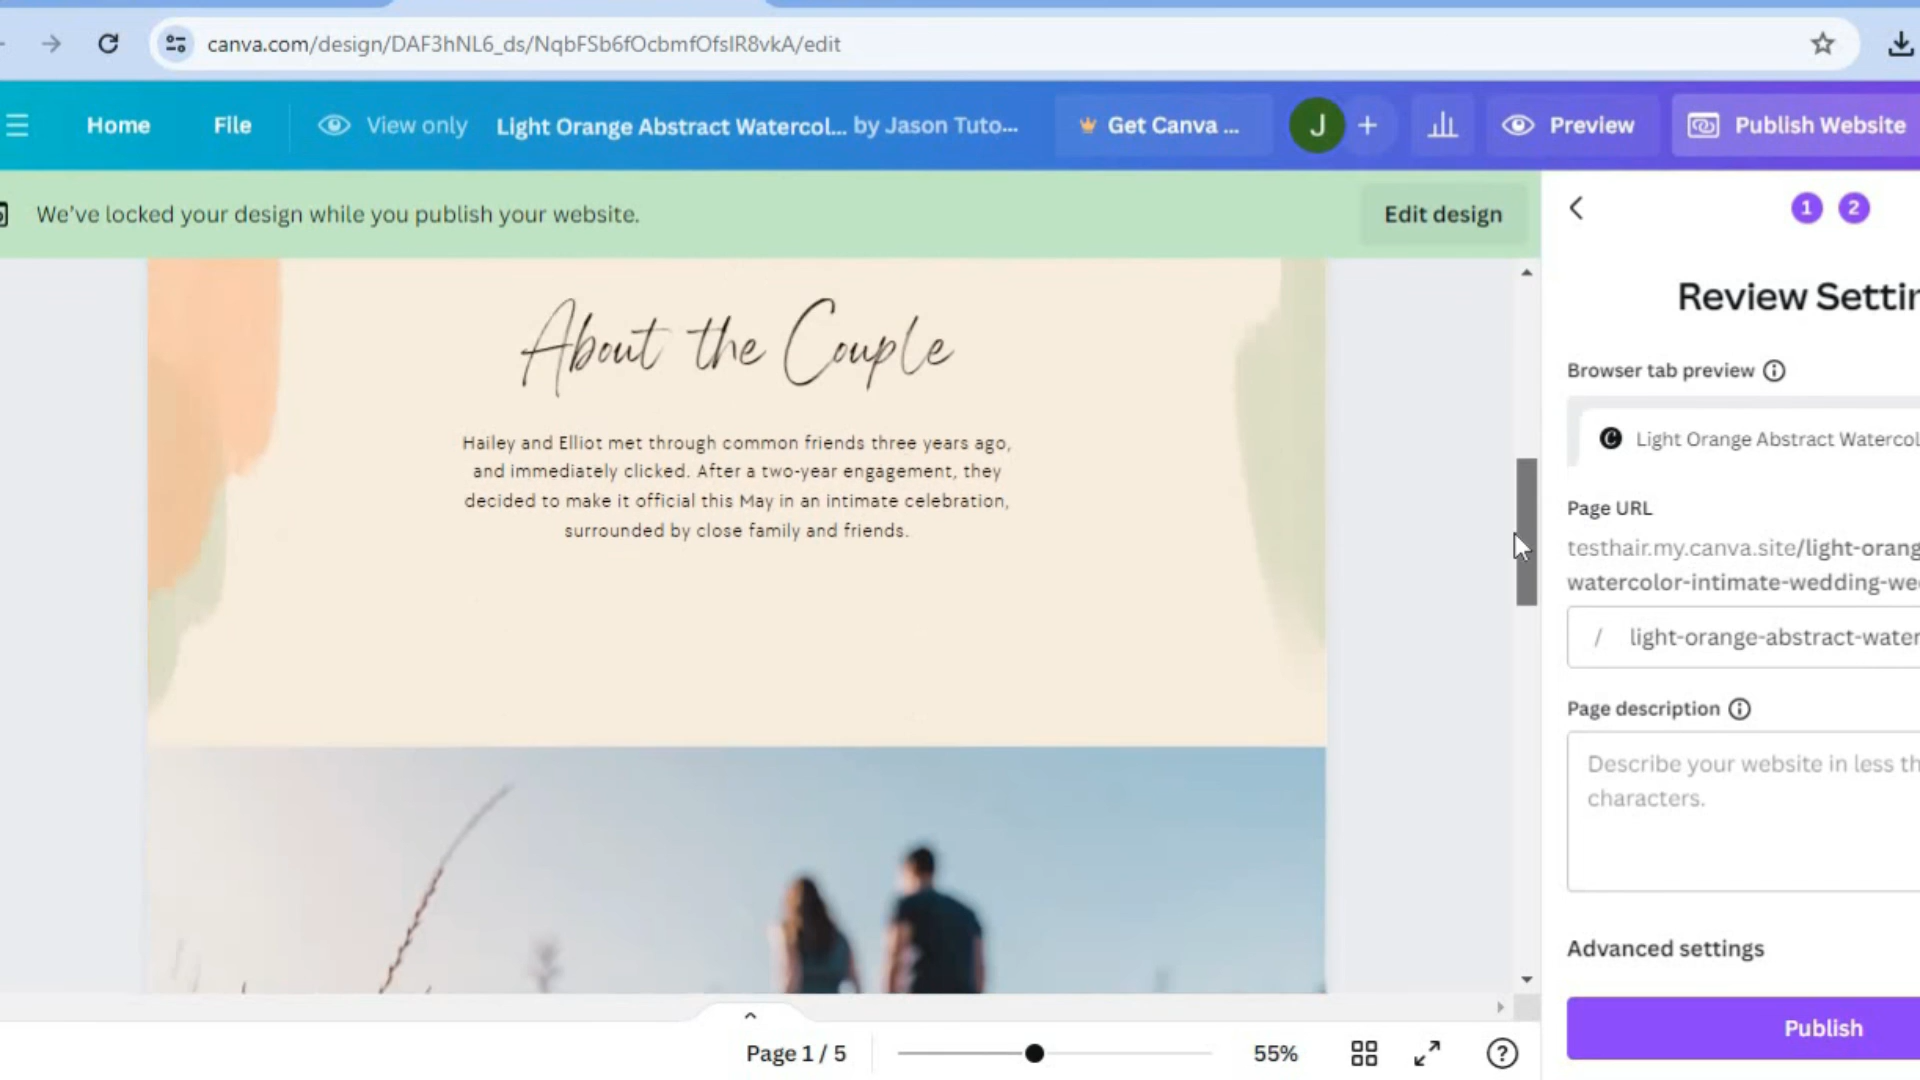 canva.com/design/DAF3hNL6_ds/NqbFSb6fOcbmfOfsIR8vkA/edit
Home File View only Light Orange Abstract Watercol... by Jason Tuto... Get Canva ... J + Preview Publish Website
We've locked your design while you publish your website. Edit design
1 2
About the Couple
Hailey and Elliot met through common friends three years ago,
and immediately clicked. After a two-year engagement, they
decided to make it official this May in an intimate celebration,
surrounded by close family and friends.
Review Settin
Browser tab preview
Light Orange Abstract Watercol
Page URL
testhair.my.canva.site/light-orang
watercolor-intimate-wedding-we
/ light-orange-abstract-water
Page description
Describe your website in less th
characters.
Advanced settings
Publish
Page 1 / 5 55%